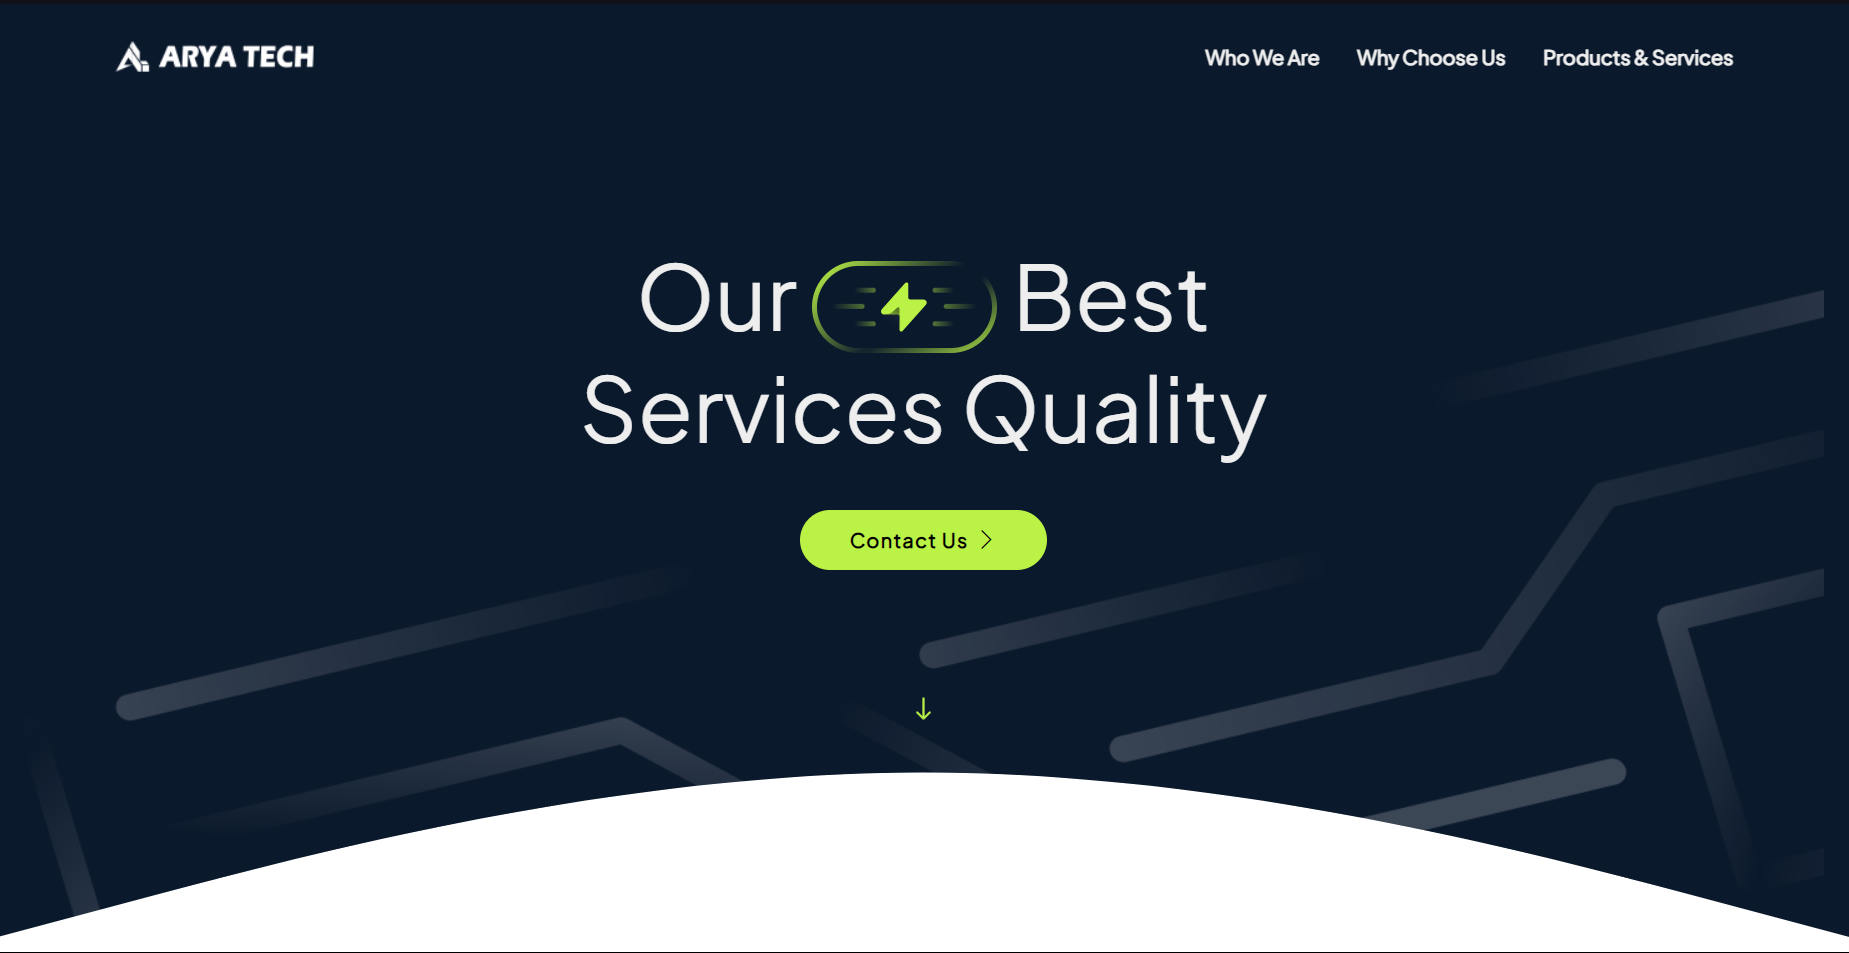 ARYA TECH
Who We Are
Why Choose Us
Products & Services
Our Best
Services Quality
Contact Us